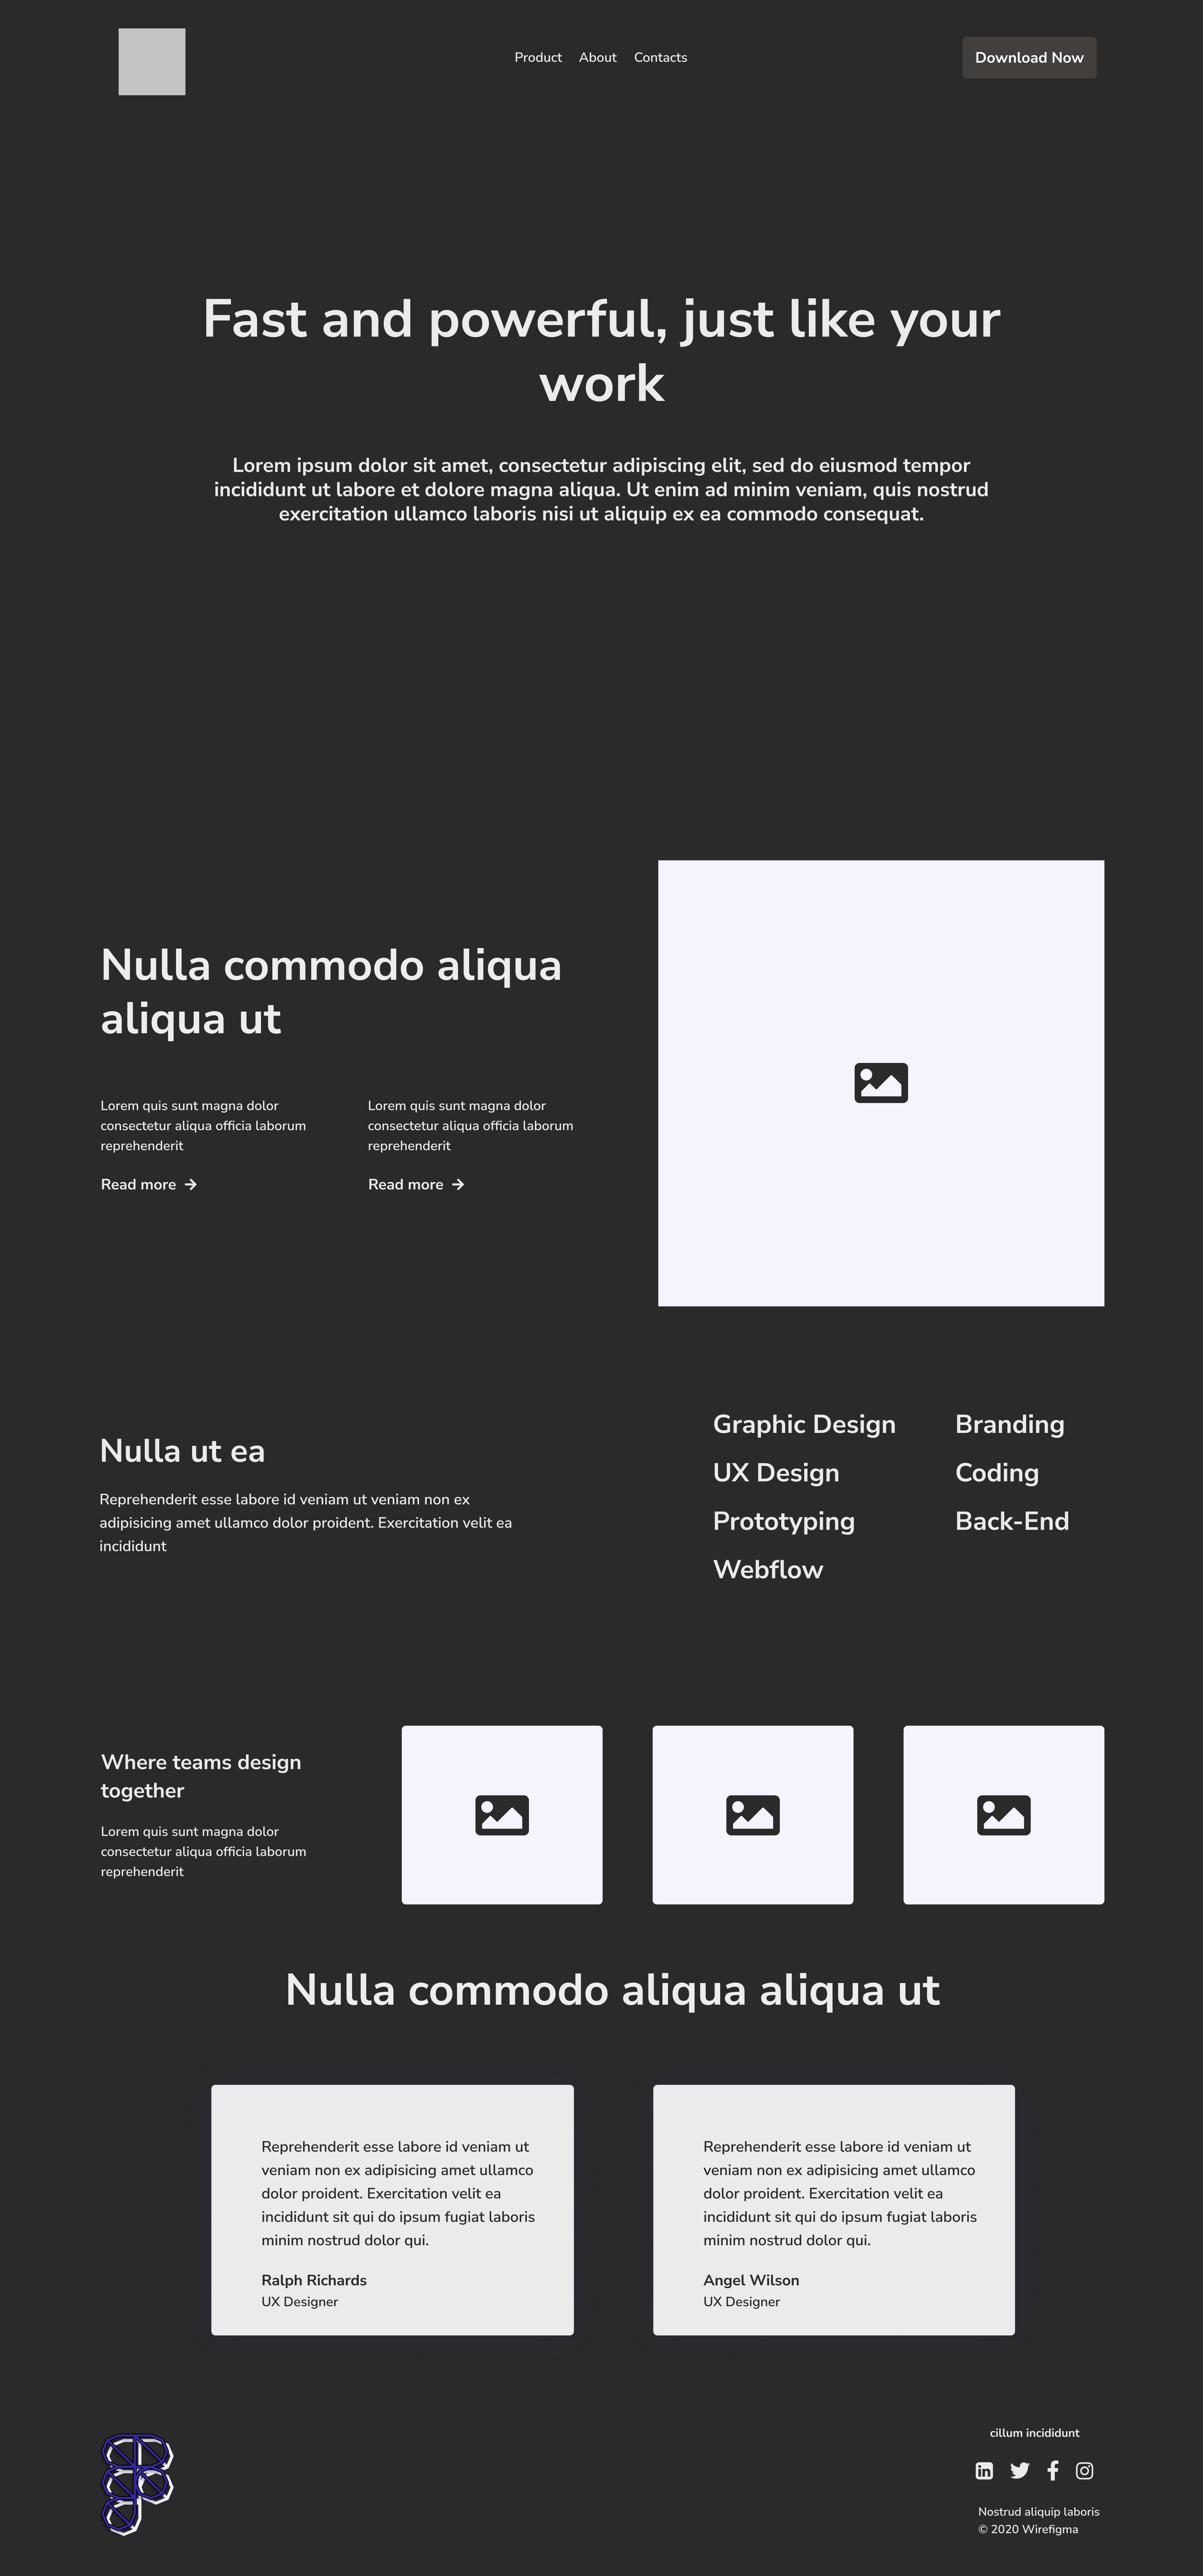 Product About Contacts
Download Now
Fast and powerful, just like your
work
Lorem ipsum dolor sit amet, consectetur adipiscing elit, sed do eiusmod tempor
incididunt ut labore et dolore magna aliqua. Ut enim ad minim veniam, quis nostrud
exercitation ullamco laboris nisi ut aliquip ex ea commodo consequat.
Nulla commodo aliqua
aliqua ut
Lorem quis sunt magna dolor
consectetur aliqua officia laborum
reprehenderit
Read more
Lorem quis sunt magna dolor
consectetur aliqua officia laborum
reprehenderit
Read more
Nulla ut ea
Reprehenderit esse labore id veniam ut veniam non ex
adipisicing amet ullamco dolor proident. Exercitation velit ea
incididunt
Graphic Design
UX Design
Prototyping
Webflow
Branding
Coding
Back-End
Where teams design
together
Lorem quis sunt magna dolor
consectetur aliqua officia laborum
reprehenderit
Nulla commodo aliqua aliqua ut
Reprehenderit esse labore id veniam ut
veniam non ex adipisicing amet ullamco
dolor proident. Exercitation velit ea
incididunt sit qui do ipsum fugiat laboris
minim nostrud dolor qui.
Ralph Richards
UX Designer
Reprehenderit esse labore id veniam ut
veniam non ex adipisicing amet ullamco
dolor proident. Exercitation velit ea
incididunt sit qui do ipsum fugiat laboris
minim nostrud dolor qui.
Angel Wilson
UX Designer
cillum incididunt
Nostrud aliquip laboris
© 2020 Wirefigma